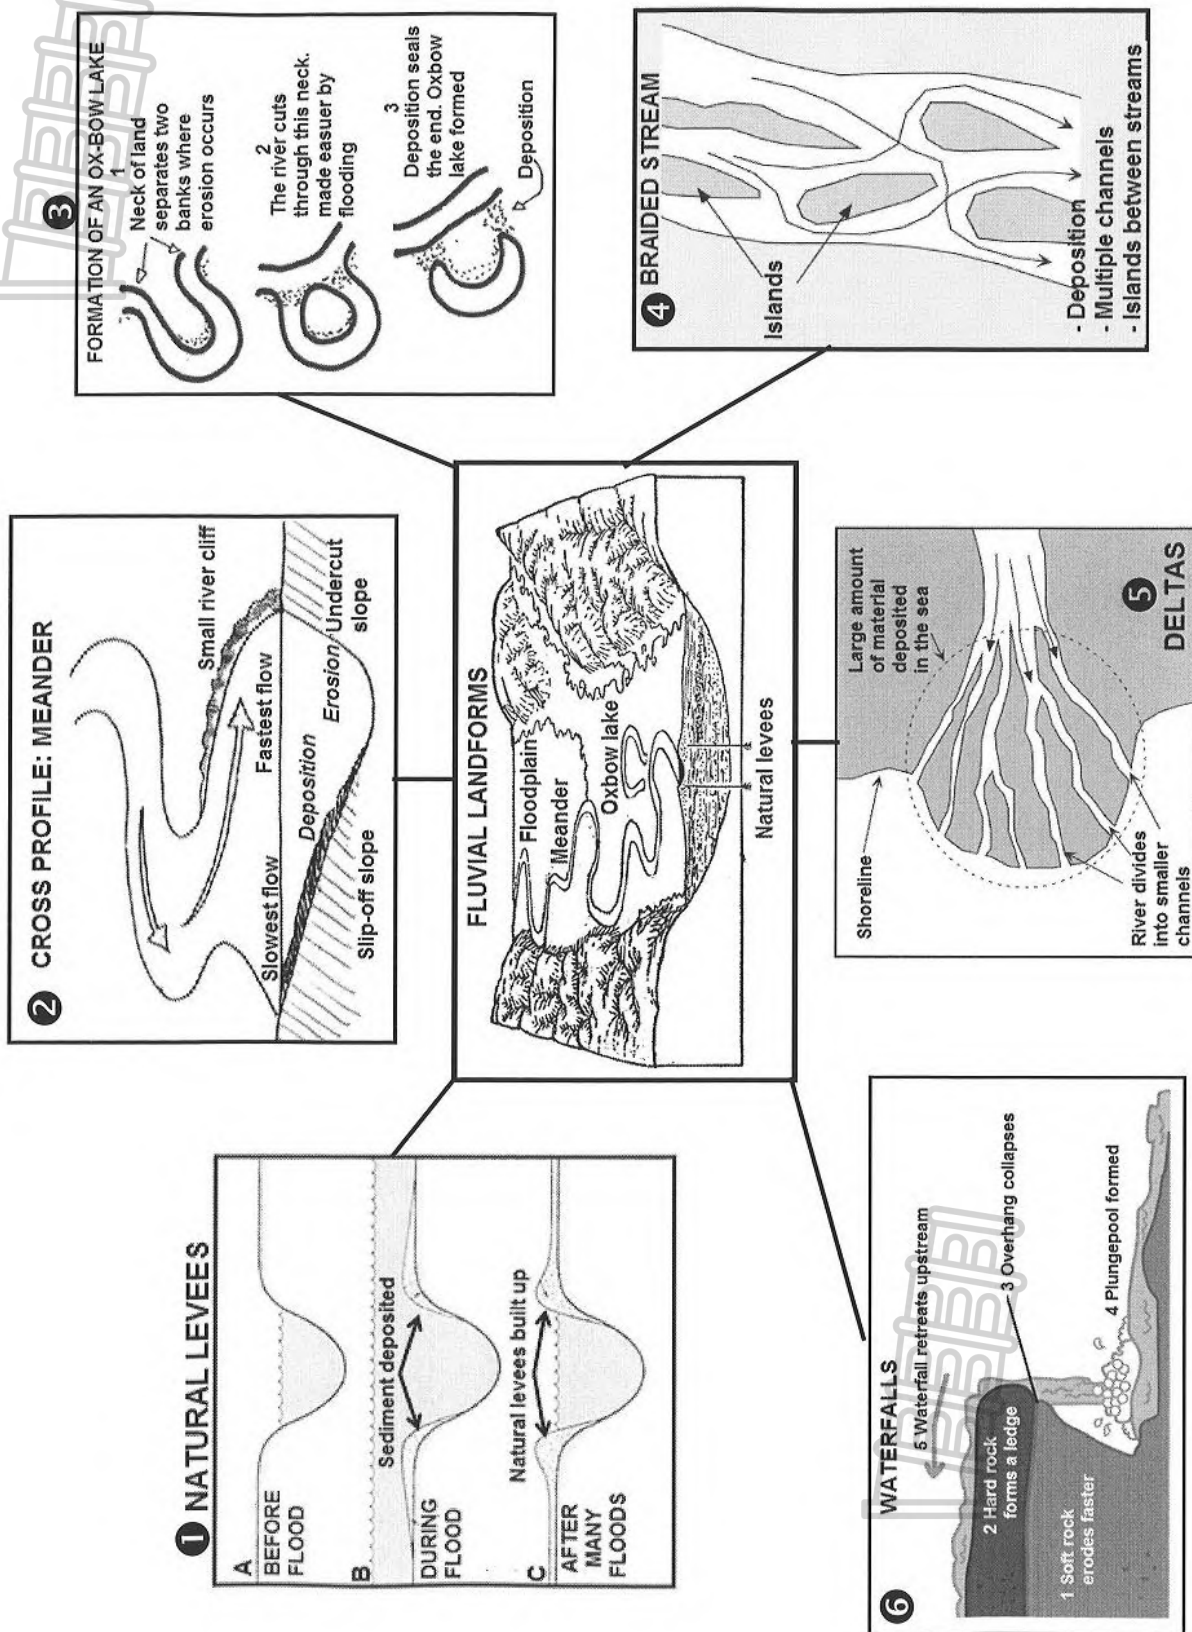 FLUVIAL LANDFORMS
Floodplain
Meander
Oxbow lake
Natural levees
1 NATURAL LEVEES
A
BEFORE
FLOOD
B
Sediment deposited
DURING
FLOOD
C
Natural levees built up
AFTER
MANY
FLOODS
2 CROSS PROFILE: MEANDER
Small river cliff
Slowest flow
Fastest flow
Deposition
Erosion
Undercut
slope
Slip-off slope
3
FORMATION OF AN OX-BOW LAKE
1
Neck of land
separates two
banks where
erosion occurs
2
The river cuts
through this neck.
made easuer by
flooding
3
Deposition seals
the end. Oxbow
lake formed
Deposition
4 BRAIDED STREAM
Islands
- Deposition
- Multiple channels
- Islands between streams
Shoreline
Large amount
of material
deposited
in the sea
River divides
into smaller
channels
5
DELTAS
6
WATERFALLS
5 Waterfall retreats upstream
2 Hard rock
forms a ledge
3 Overhang collapses
1 Soft rock
erodes faster
4 Plungepool formed